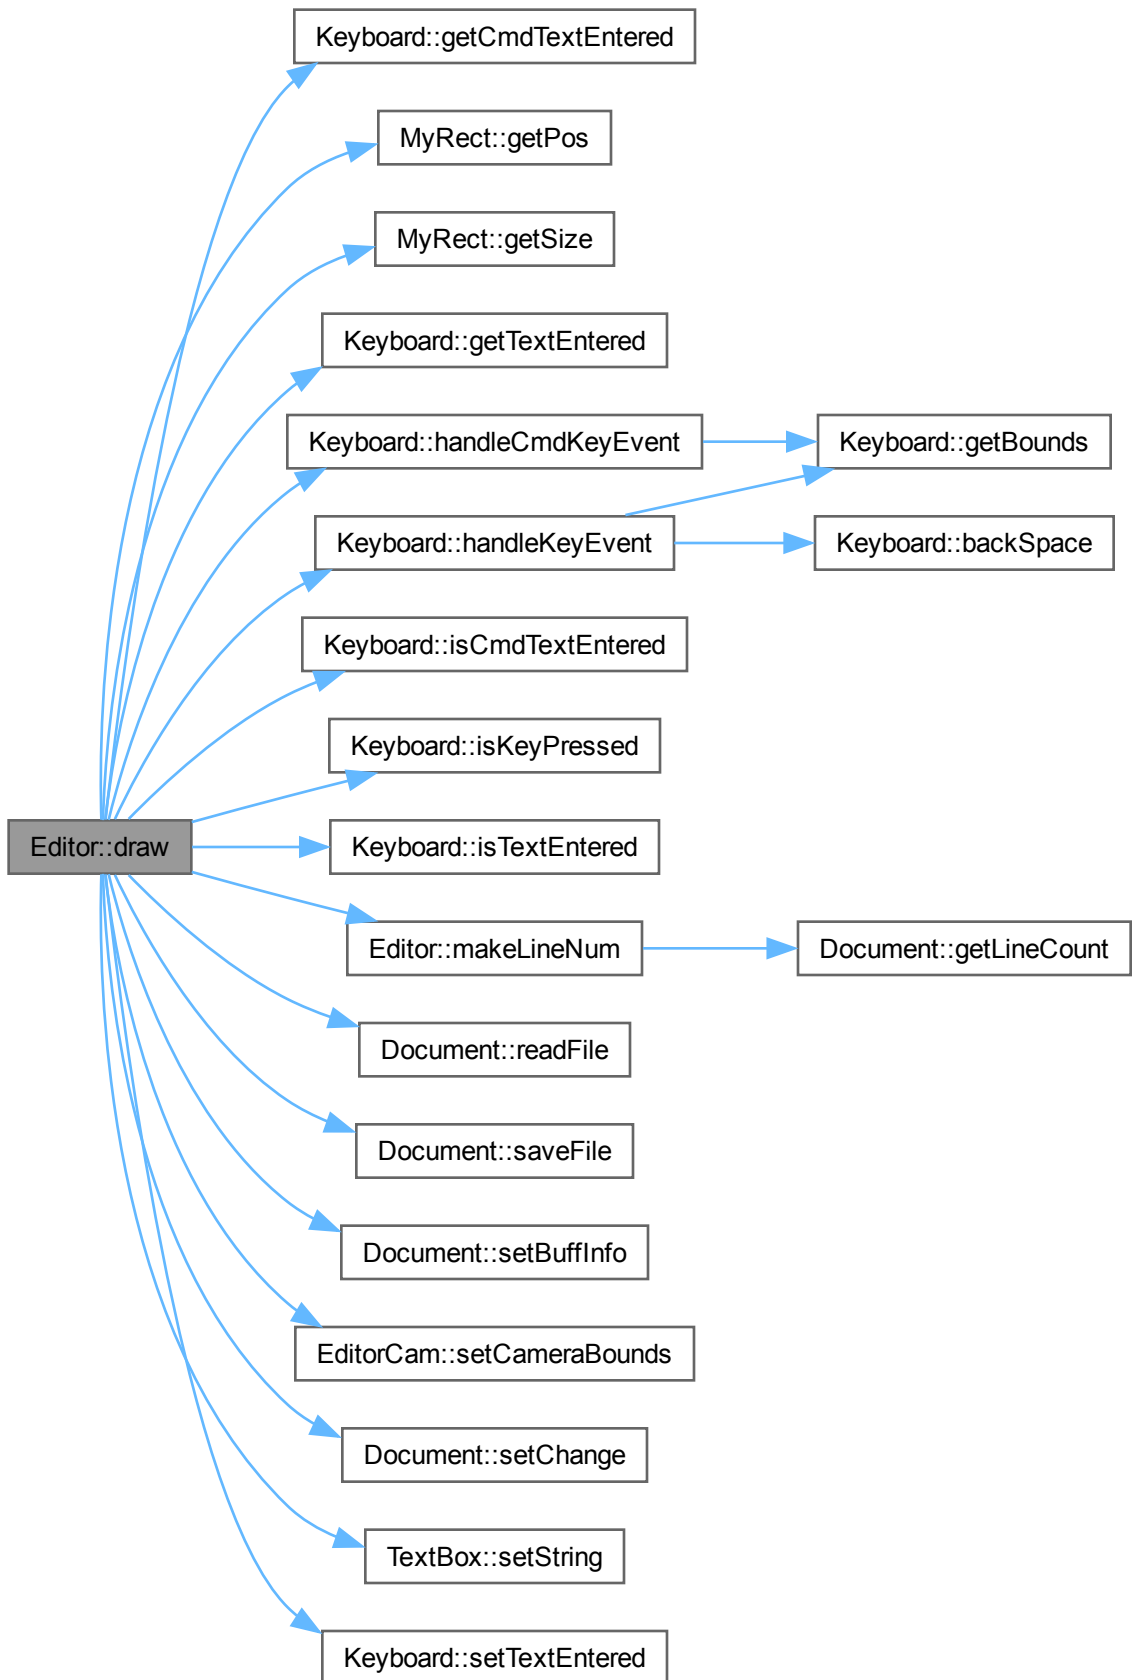 Keyboard::getCmdTextEntered
MyRect::getPos
MyRect::getSize
Keyboard::getTextEntered
Keyboard::handleCmdKeyEvent
Keyboard::getBounds
Keyboard::handleKeyEvent
Keyboard::backSpace
Keyboard::isCmdTextEntered
Keyboard::isKeyPressed
Editor::draw
Keyboard::isTextEntered
Editor::makeLineNum
Document::getLineCount
Document::readFile
Document::saveFile
Document::setBuffInfo
EditorCam::setCameraBounds
Document::setChange
TextBox::setString
Keyboard::setTextEntered